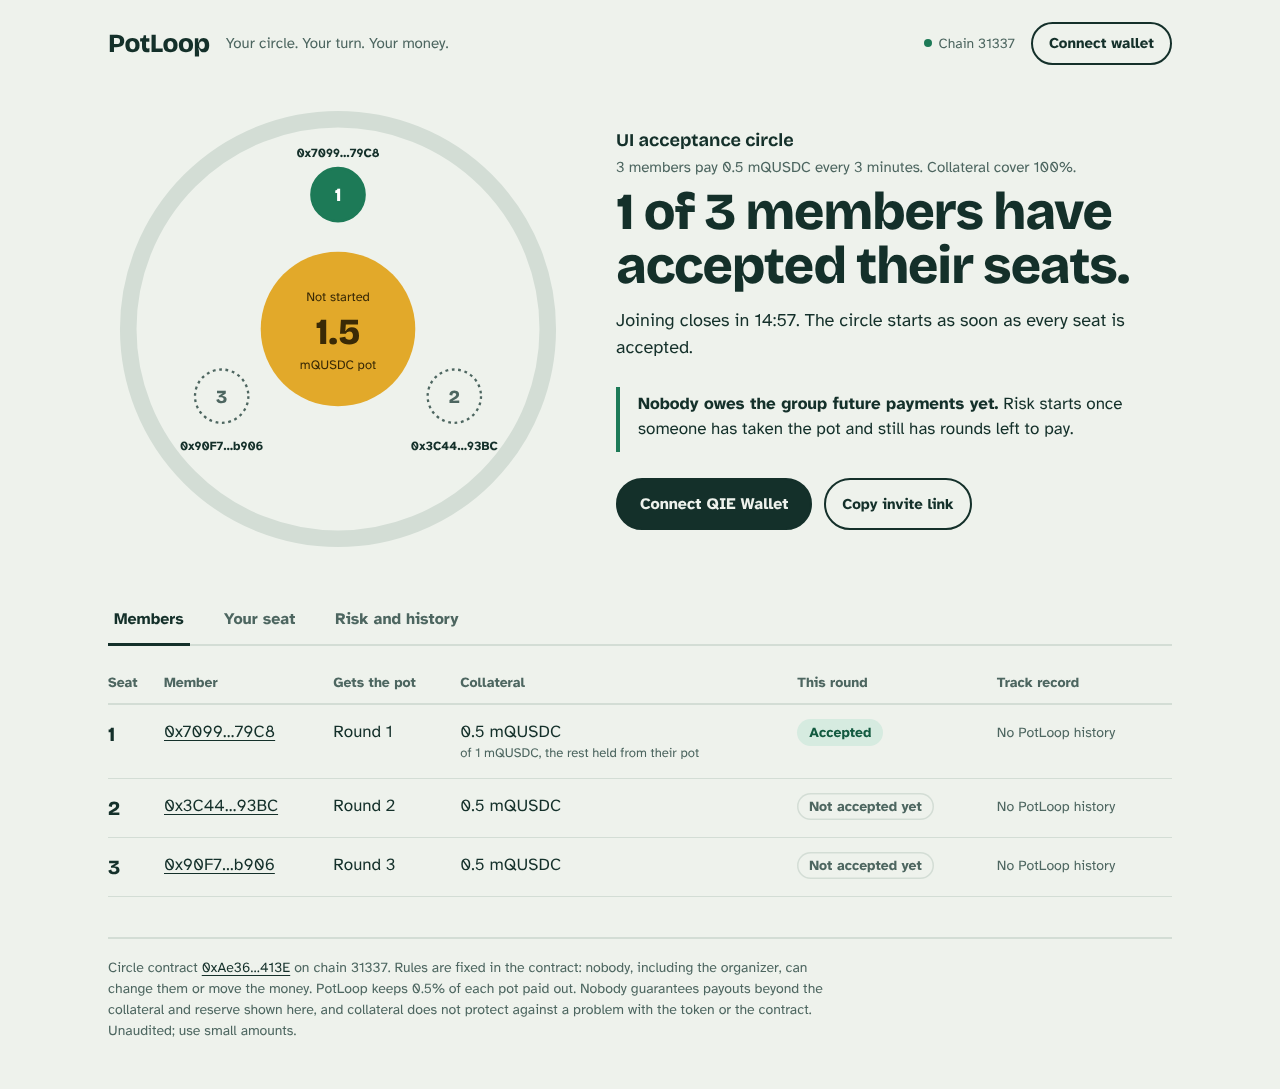 PotLoop
Your circle. Your turn. Your money.
Chain 31337
Connect wallet
0x7099…79C8
1
Not started
1.5
mQUSDC pot
3
2
0x90F7…b906
0x3C44…93BC
UI acceptance circle
3 members pay 0.5 mQUSDC every 3 minutes. Collateral cover 100%.
1 of 3 members have
accepted their seats.
Joining closes in 14:57. The circle starts as soon as every seat is
accepted.
Nobody owes the group future payments yet. Risk starts once
someone has taken the pot and still has rounds left to pay.
Connect QIE Wallet
Copy invite link
Members
Your seat
Risk and history
Seat Member Gets the pot Collateral This round Track record
1 0x7099…79C8 Round 1 0.5 mQUSDC Accepted No PotLoop history
of 1 mQUSDC, the rest held from their pot
2 0x3C44…93BC Round 2 0.5 mQUSDC Not accepted yet No PotLoop history
3 0x90F7…b906 Round 3 0.5 mQUSDC Not accepted yet No PotLoop history
Circle contract 0xAe36…413E on chain 31337. Rules are fixed in the contract: nobody, including the organizer, can
change them or move the money. PotLoop keeps 0.5% of each pot paid out. Nobody guarantees payouts beyond the
collateral and reserve shown here, and collateral does not protect against a problem with the token or the contract.
Unaudited; use small amounts.